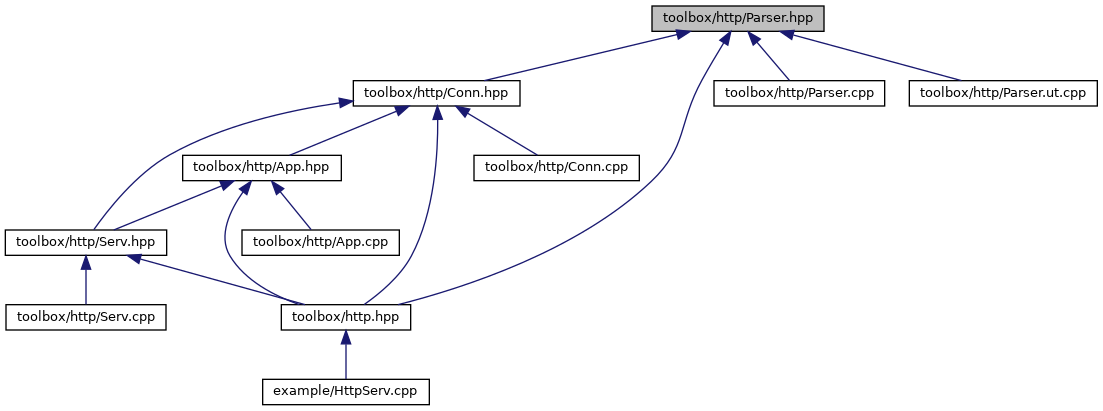 toolbox/http/Parser.hpp
toolbox/http/Conn.hpp
toolbox/http/Parser.cpp
toolbox/http/Parser.ut.cpp
toolbox/http/App.hpp
toolbox/http/Conn.cpp
toolbox/http/Serv.hpp
toolbox/http/App.cpp
toolbox/http/Serv.cpp
toolbox/http.hpp
example/HttpServ.cpp